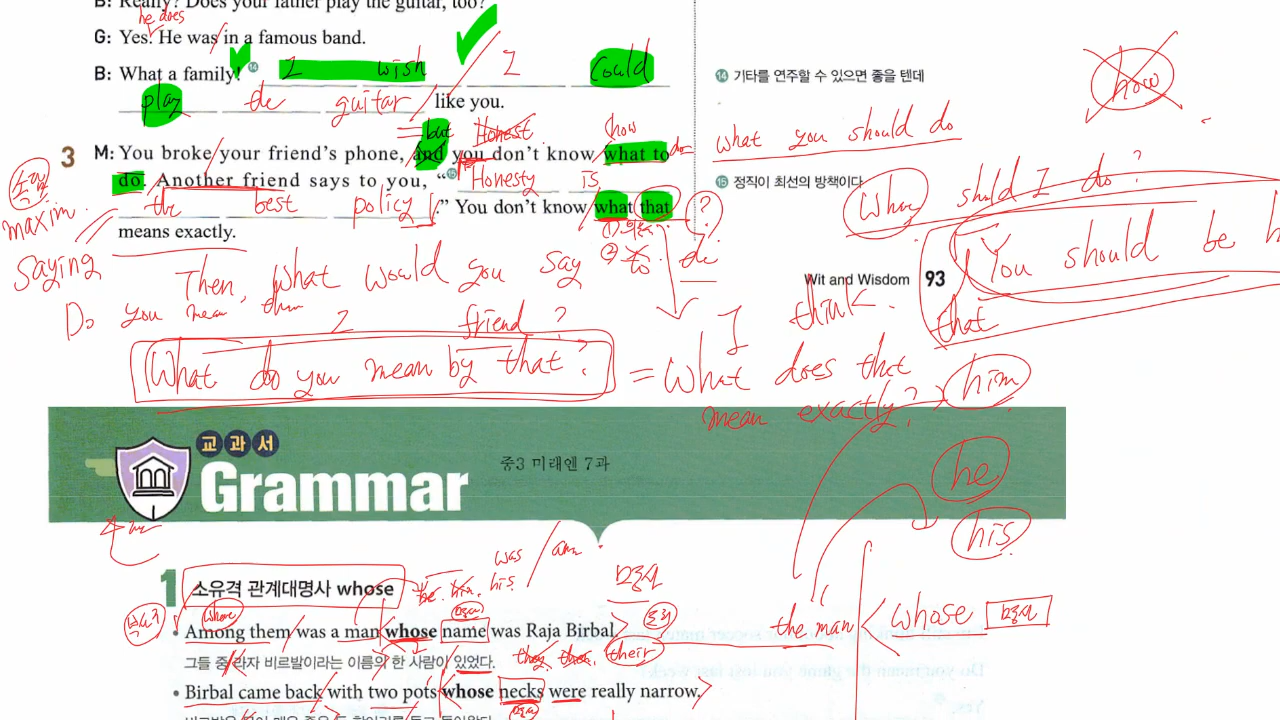 B: Really? Does your father play the guitar, too?
he does
G: Yes. He was in a famous band.
B: What a family! ⑭ I wish I could
play the guitar like you.
⑭ 기타를 연주할 수 있으면 좋을 텐데
how
but Honest how
3 M: You broke your friend's phone, and you don't know what to
do. Another friend says to you, "⑮ Honesty is
the best policy." You don't know what that
means exactly.
what you should do
⑮ 정직이 최선의 방책이다
What should I do?
You should be h
속담
maxim.
saying
Then, what would you say
Do you mean
I friend?
I think
that
Wit and Wisdom 93
What do you mean by that? = What does that
mean exactly?
him
he
his
교과서
Grammar
중3 미래엔 7과
1 소유격 관계대명사 whose
was
his
명사
• Among them was a man whose name was Raja Birbal.
그들 중 라자 비르발이라는 이름의 한 사람이 있었다.
their
the man whose 명사
• Birbal came back with two pots whose necks were really narrow.